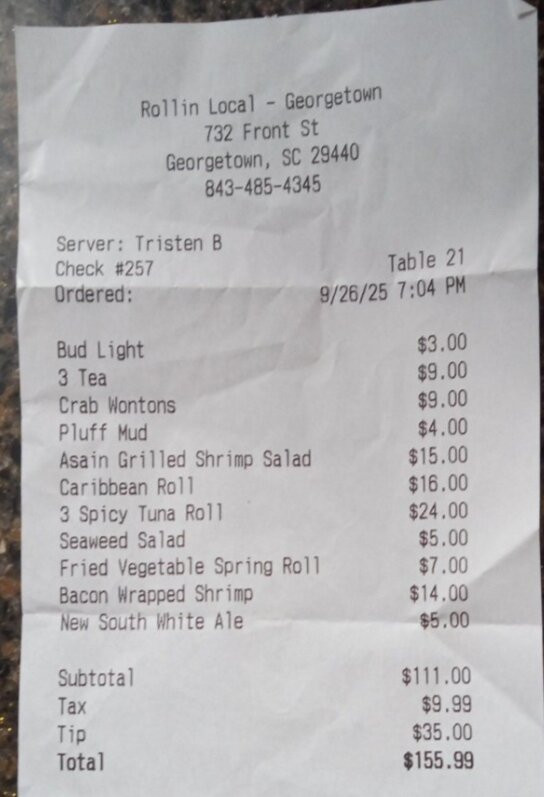 Rollin Local - Georgetown
732 Front St
Georgetown, SC 29440
843-485-4345
Server: Tristen B
Check #257 Table 21
Ordered: 9/26/25 7:04 PM
Bud Light $3.00
3 Tea $9.00
Crab Wontons $9.00
Pluff Mud $4.00
Asain Grilled Shrimp Salad $15.00
Caribbean Roll $16.00
3 Spicy Tuna Roll $24.00
Seaweed Salad $5.00
Fried Vegetable Spring Roll $7.00
Bacon Wrapped Shrimp $14.00
New South White Ale $5.00
Subtotal $111.00
Tax $9.99
Tip $35.00
Total $155.99